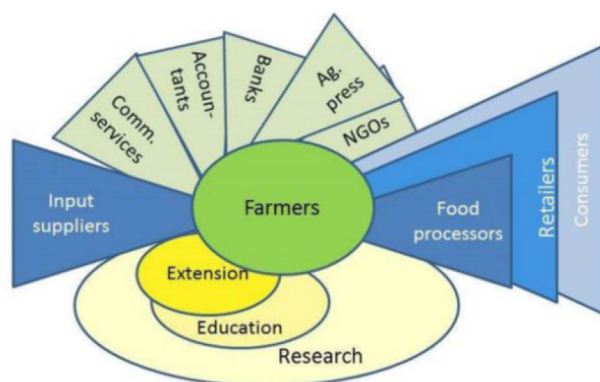 Comm.
services
Accoun-
tants
Banks
Ag.
press
NGOs
Input
suppliers
Farmers
Food
processors
Retailers
Consumers
Extension
Education
Research